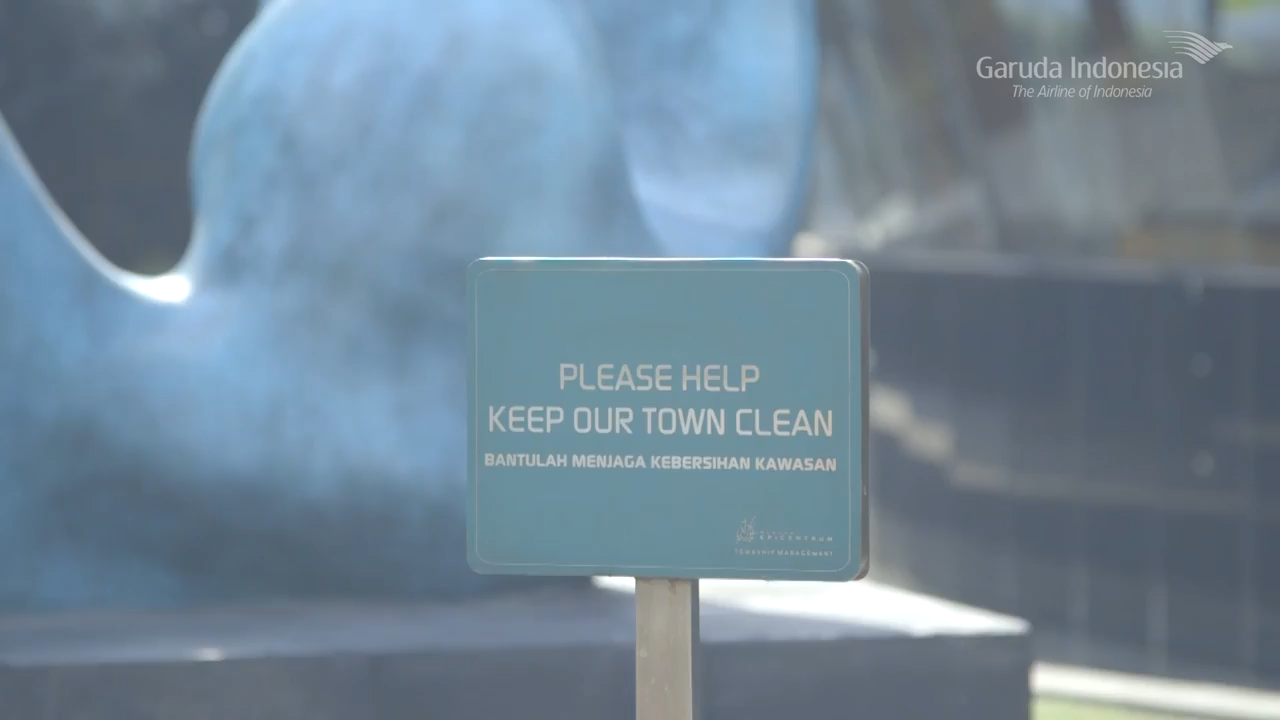 Garuda Indonesia
The Airline of Indonesia
PLEASE HELP
KEEP OUR TOWN CLEAN
BANTULAH MENJAGA KEBERSIHAN KAWASAN
EPICENTRUM
TOWNSHIP MANAGEMENT